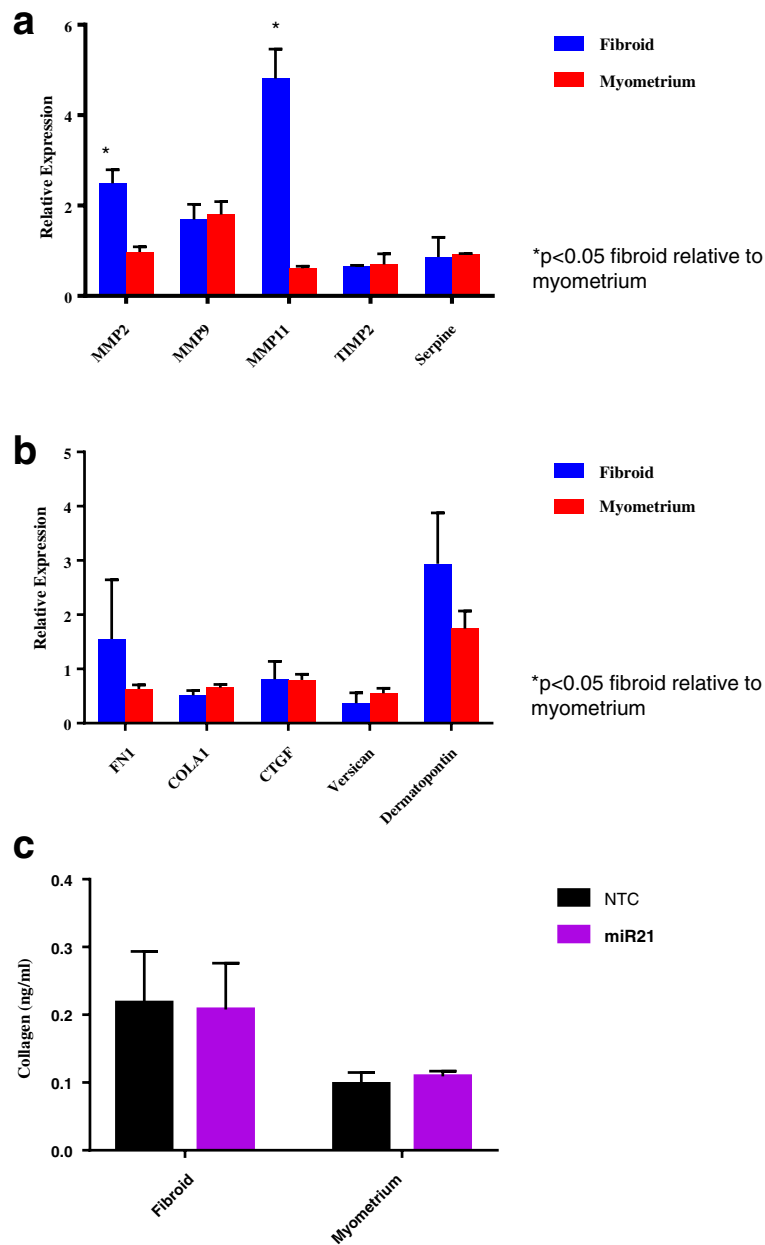 a
6
4
2
0
Relative Expression
*
*
MMP2
MMP9
MMP11
TIMP2
Serpine
Fibroid
Myometrium
*p<0.05 fibroid relative to
myometrium
b
5
4
3
2
1
0
Relative Expression
FN1
COLA1
CTGF
Versican
Dermatopontin
Fibroid
Myometrium
*p<0.05 fibroid relative to
myometrium
c
0.4
0.3
0.2
0.1
0.0
Collagen (ng/ml)
Fibroid
Myometrium
NTC
miR21